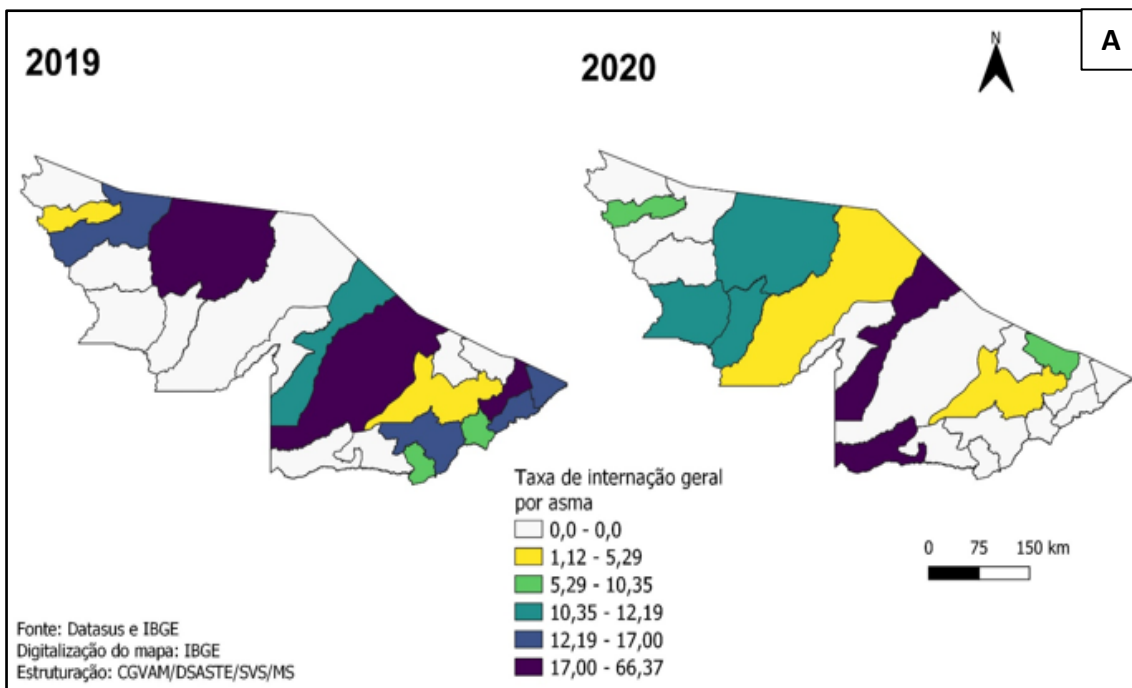 A
2019
2020
N
Taxa de internação geral
por asma
0,0 - 0,0
1,12 - 5,29
5,29 - 10,35
10,35 - 12,19
12,19 - 17,00
17,00 - 66,37
0 75 150 km
Fonte: Datasus e IBGE
Digitalização do mapa: IBGE
Estruturação: CGVAM/DSASTE/SVS/MS